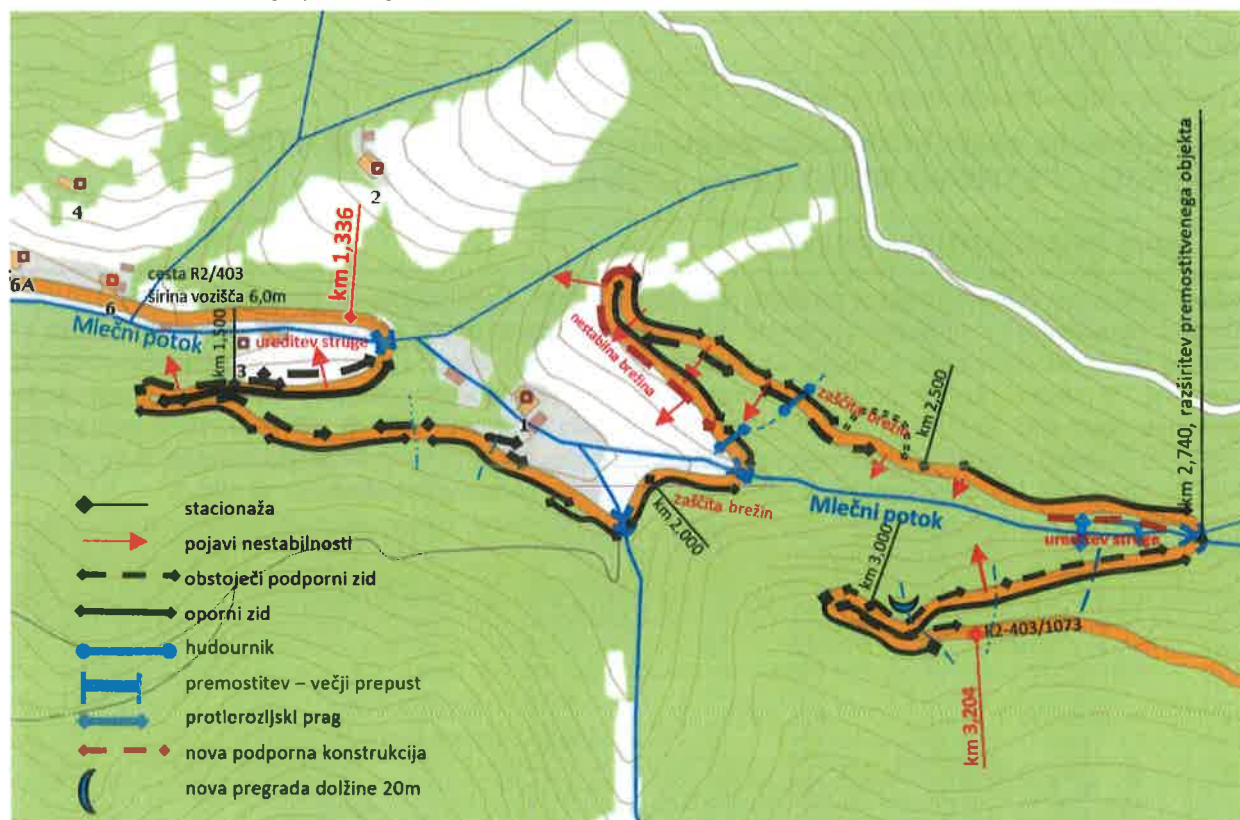 4
2
6A
6
cesta R2/403
širina vozišča 6,0m
km 1,336
km 1,500
Mlečni potok
ureditev struge
3
1
nestabilna brežina
zaščita brežin
km 2,500
km 2,740, razširitev premostitvenega objekta
zaščita brežin
km 2,000
Mlečni potok
ureditev struge
km 3,000
R2-403/1073
km 3,204
stacionaža
pojavi nestabilnosti
obstoječi podporni zid
oporni zid
hudournik
premostitev – večji prepust
protierozijski prag
nova podporna konstrukcija
nova pregrada dolžine 20m